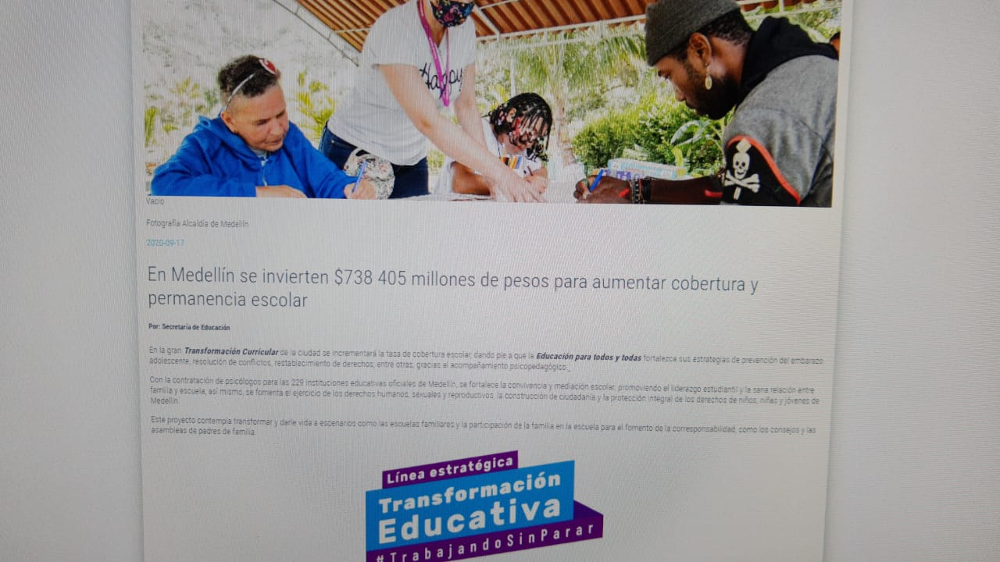 Happy
Vacio
Fotografía Alcaldía de Medellín
2020-09-17
En Medellín se invierten $738 405 millones de pesos para aumentar cobertura y
permanencia escolar
Por: Secretaría de Educación
En la gran Transformación Curricular de la ciudad se incrementará la tasa de cobertura escolar, dando pie a que la Educación para todos y todas fortalezca sus estrategias de prevención del embarazo
adolescente, resolución de conflictos, restablecimiento de derechos, entre otras, gracias al acompañamiento psicopedagógico.
Con la contratación de psicólogos para las 229 instituciones educativas oficiales de Medellín, se fortalece la convivencia y mediación escolar, promoviendo el liderazgo estudiantil y la sana relación entre
familia y escuela; así mismo, se fomenta el ejercicio de los derechos humanos, sexuales y reproductivos, la construcción de ciudadanía y la protección integral de los derechos de niños, niñas y jóvenes de
Medellín.
Este proyecto contempla transformar y darle vida a escenarios como las escuelas familiares y la participación de la familia en la escuela para el fomento de la corresponsabilidad, como los consejos y las
asambleas de padres de familia.
Línea estratégica
Transformación
Educativa
#TrabajandoSinParar